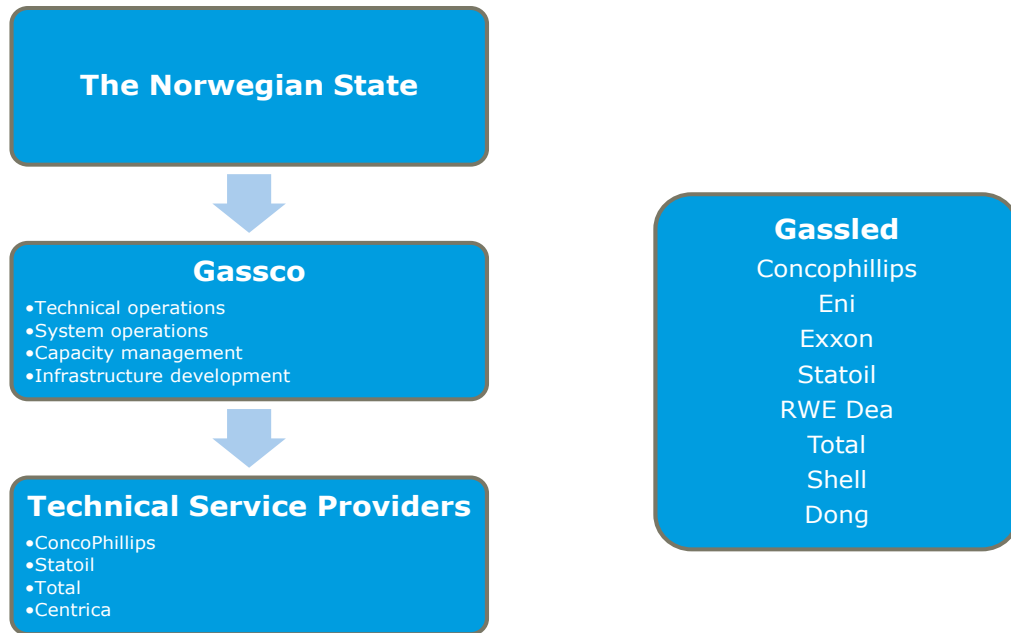 The Norwegian State
Gassco
•Technical operations
•System operations
•Capacity management
•Infrastructure development
Technical Service Providers
•ConcoPhillips
•Statoil
•Total
•Centrica
Gassled
Concophillips
Eni
Exxon
Statoil
RWE Dea
Total
Shell
Dong